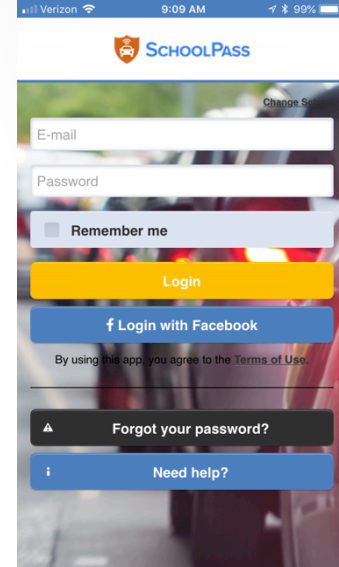 Verizon 9:09 AM 99%
SCHOOLPASS
Change
E-mail
Password
Remember me
Login
f Login with Facebook
By using this app, you agree to the Terms of Use.
Forgot your password?
i Need help?